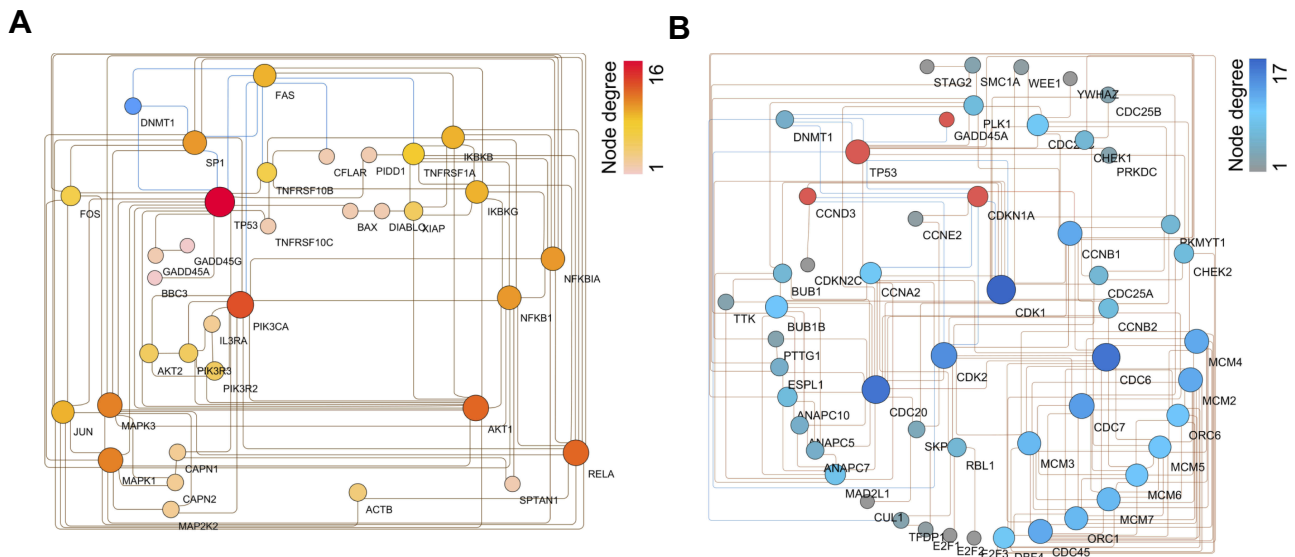 A
FAS
DNMT1
SP1
IKBKB
CFLAR
PIDD1
TNFRSF1A
TNFRSF10B
FOS
TP53
IKBKG
BAX
DIABLO
XIAP
TNFRSF10C
GADD45G
GADD45A
BBC3
NFKBIA
NFKB1
PIK3CA
IL3RA
AKT2
PIK3R3
PIK3R2
JUN
MAPK3
AKT1
RELA
CAPN1
MAPK1
CAPN2
SPTAN1
ACTB
MAP2K2
Node degree
16
1
B
STAG2
SMC1A
WEE1
YWHAZ
CDC25B
PLK1
GADD45A
DNMT1
CHEK1
PRKDC
TP53
CCND3
CDKN1A
CCNE2
PKMYT1
CCNB1
CHEK2
CDKN2C
CCNA2
BUB1
CDC25A
CDK1
TTK
BUB1B
CCNB2
PTTG1
MCM4
CDK2
CDC6
ESPL1
MCM2
CDC20
ANAPC10
CDC7
ORC6
ANAPC5
SKP
RBL1
MCM3
MCM5
ANAPC7
MAD2L1
MCM6
CUL1
MCM7
TFDP1
E2F1
E2F2
E2F3
ORC1
CDC45
Node degree
17
1